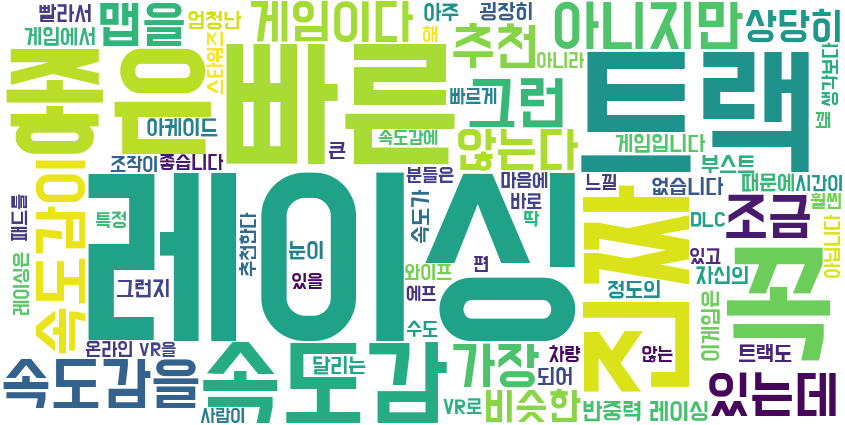 빨라서
맵을
엄청난
게임이다
아주
굉장히
게임에서
스타워즈
해
추천
아니라
아니지만
상당히
생각보다
좋은
빠른
빠르게
그런
트랙
아케이드
속도감에
않는다
게임입니다
부스트
조작이
좋습니다
큰
분들은
마음에
느낄
없습니다
때문에
시간이
훨씬
패드를
속도감이
특정
레이싱
바로
딱
진짜
DLC
조금
아닙니다
레이싱은
그런지
추천한다
눈이
있을
속도가
와이프
편
에프
정도의
자신의
있고
꼭
이게임은
온라인
VR을
수도
속도감을
속도감
달리는
가장
차량
되어
않는
트랙도
있는데
사람이
VR로
비슷한
반중력 레이싱